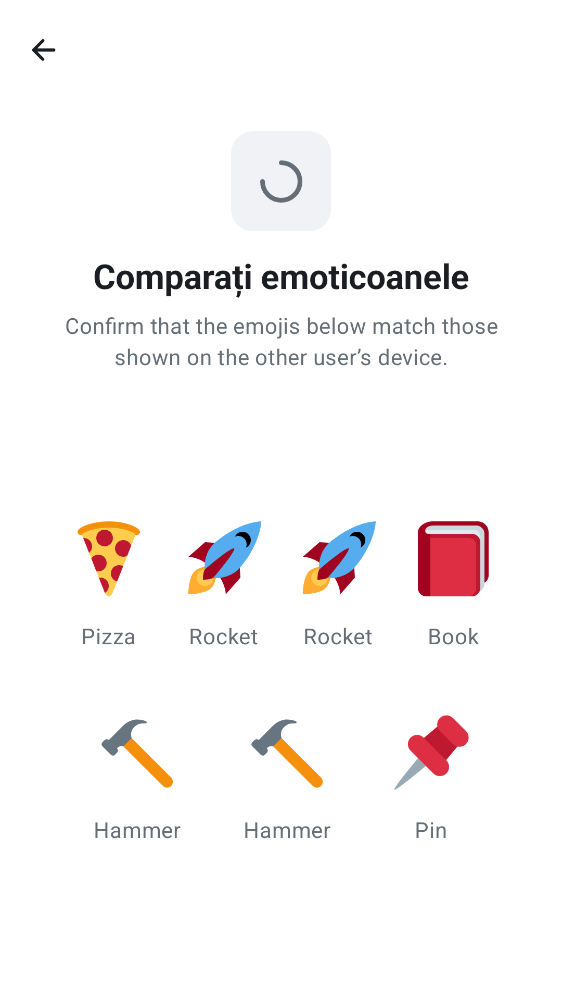 Comparați emoticoanele
Confirm that the emojis below match those
shown on the other user’s device.
Pizza Rocket Rocket Book
Hammer Hammer Pin